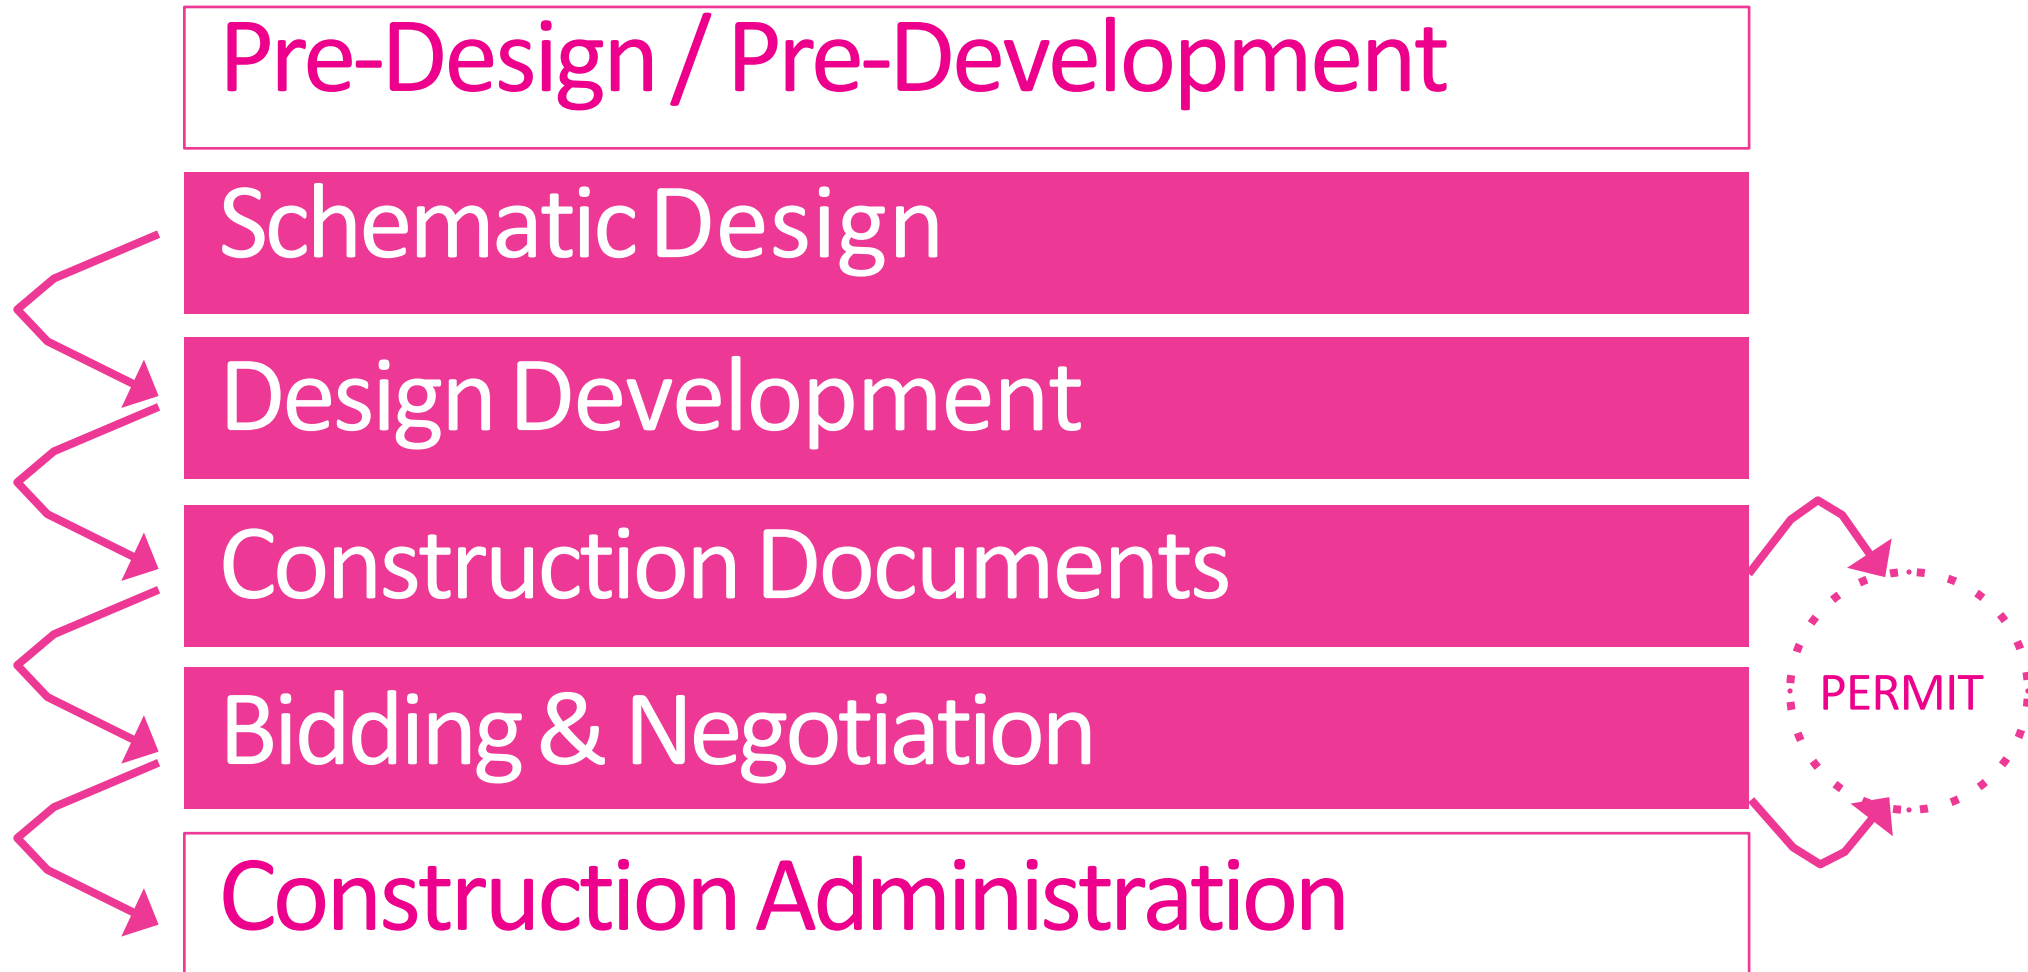 Pre-Design / Pre-Development
Schematic Design
Design Development
Construction Documents
Bidding & Negotiation
PERMIT
Construction Administration